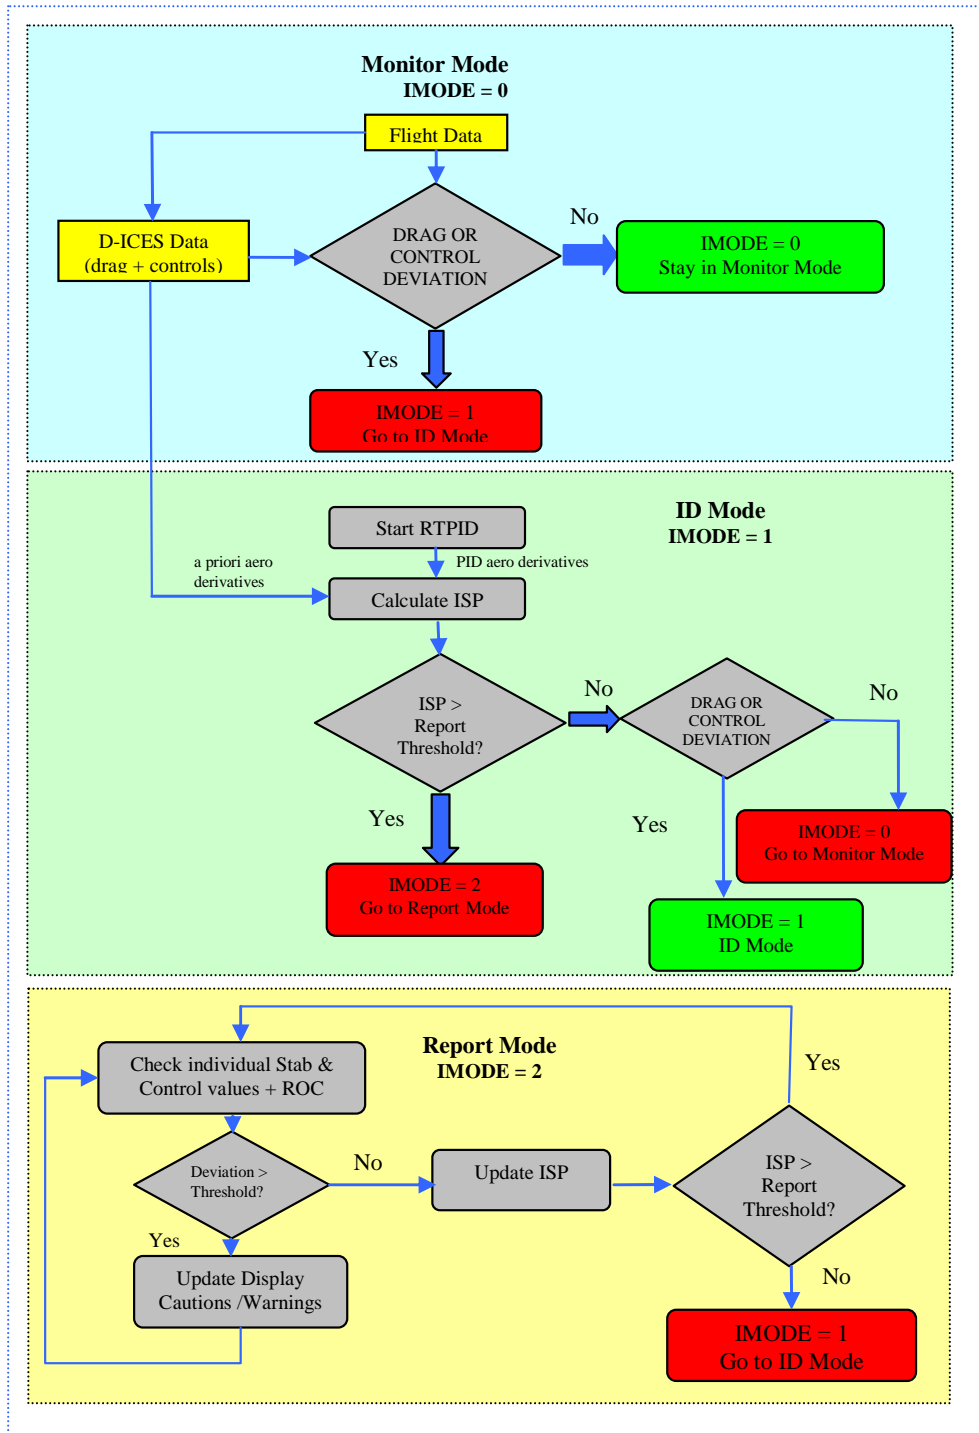 Monitor Mode
IMODE = 0
Flight Data
D-ICES Data
(drag + controls)
DRAG OR
CONTROL
DEVIATION
No
IMODE = 0
Stay in Monitor Mode
Yes
IMODE = 1
Go to ID Mode
ID Mode
IMODE = 1
Start RTPID
a priori aero
derivatives
PID aero derivatives
Calculate ISP
ISP >
Report
Threshold?
No
DRAG OR
CONTROL
DEVIATION
No
Yes
Yes
IMODE = 0
Go to Monitor Mode
IMODE = 2
Go to Report Mode
IMODE = 1
ID Mode
Report Mode
IMODE = 2
Check individual Stab &
Control values + ROC
Yes
Deviation >
Threshold?
No
Update ISP
ISP >
Report
Threshold?
Yes
Update Display
Cautions /Warnings
No
IMODE = 1
Go to ID Mode